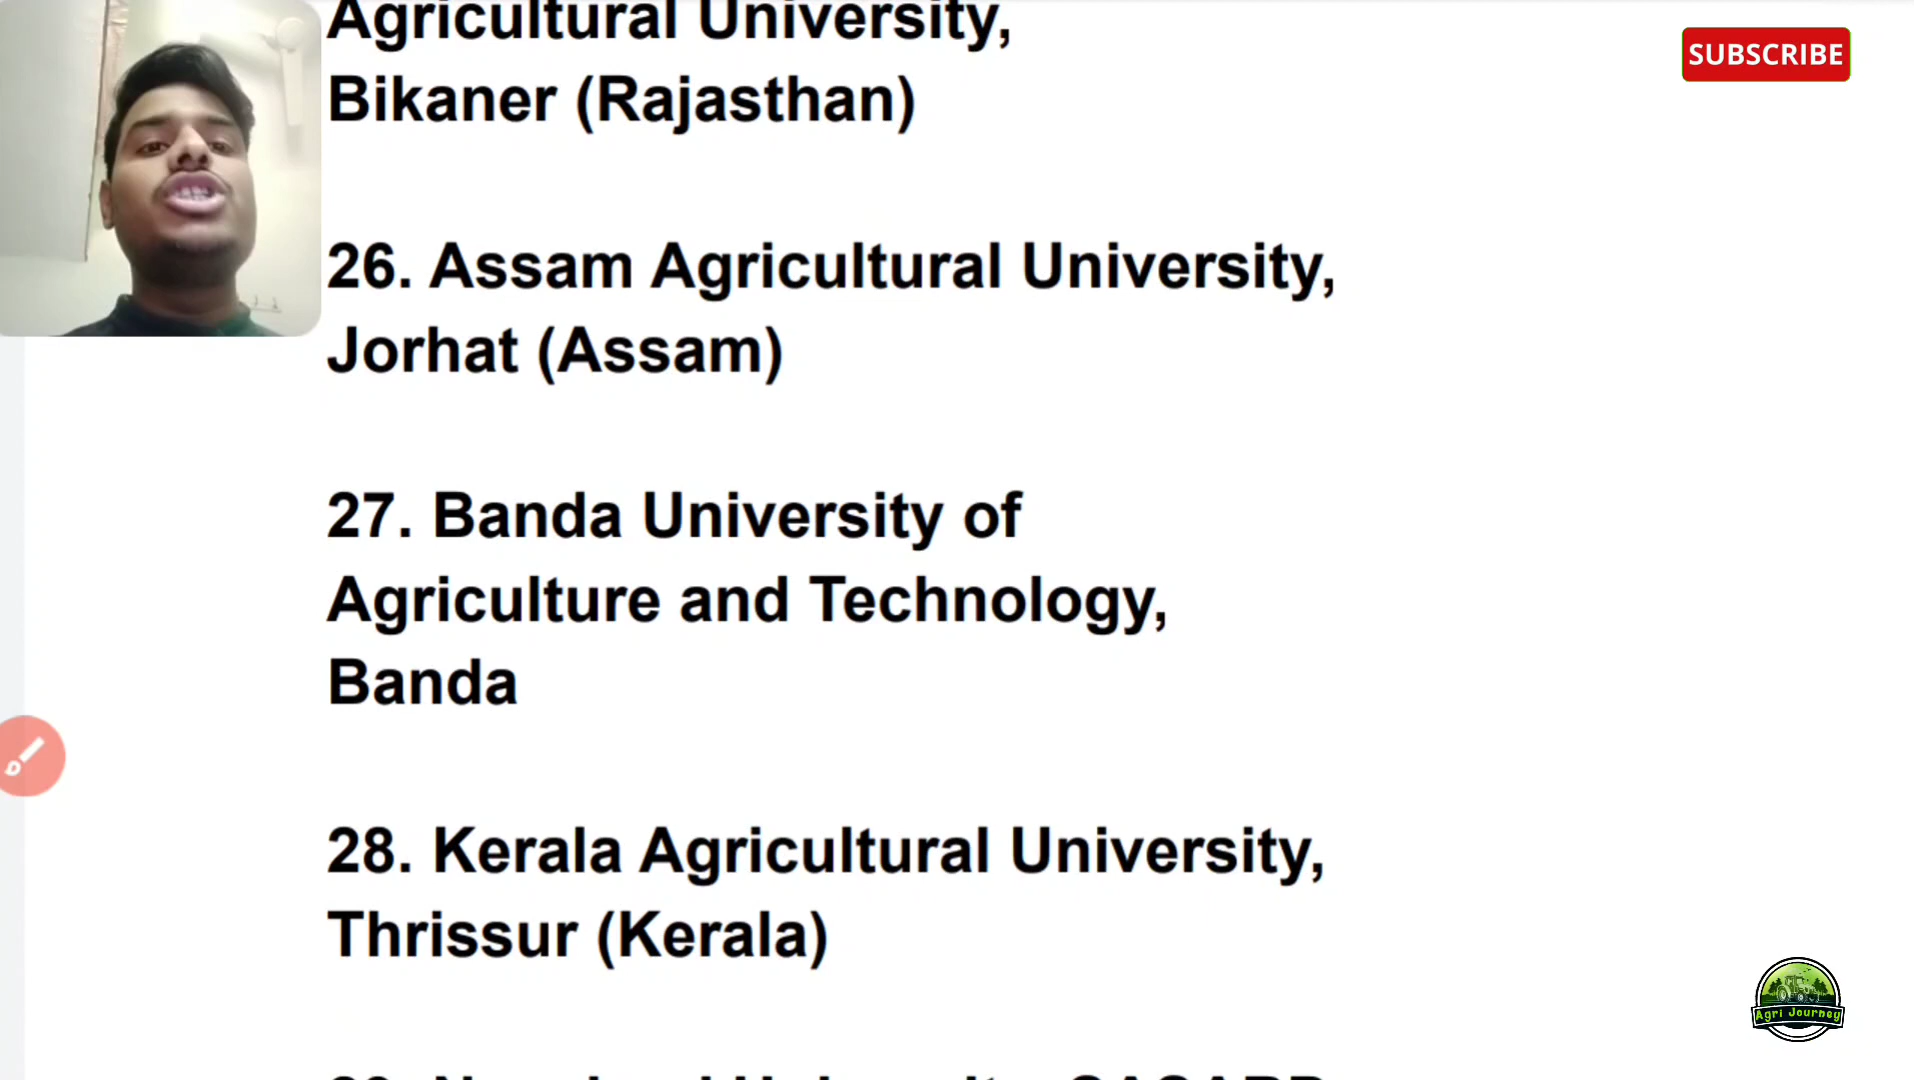 Agricultural University,
Bikaner (Rajasthan)
SUBSCRIBE
26. Assam Agricultural University,
Jorhat (Assam)
27. Banda University of
Agriculture and Technology,
Banda
28. Kerala Agricultural University,
Thrissur (Kerala)
Agri Journey